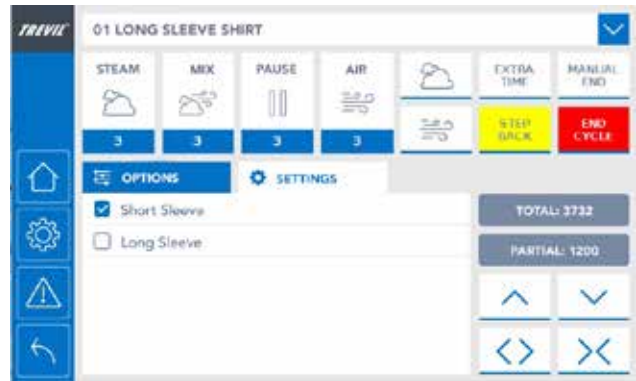 TREVIL
01 LONG SLEEVE SHIRT
STEAM
MIX
PAUSE
AIR
EXTRA
TIME
MANUAL
END
3
3
3
3
STEP
BACK
END
CYCLE
OPTIONS
SETTINGS
Short Sleeve
Long Sleeve
TOTAL: 3732
PARTIAL: 1200